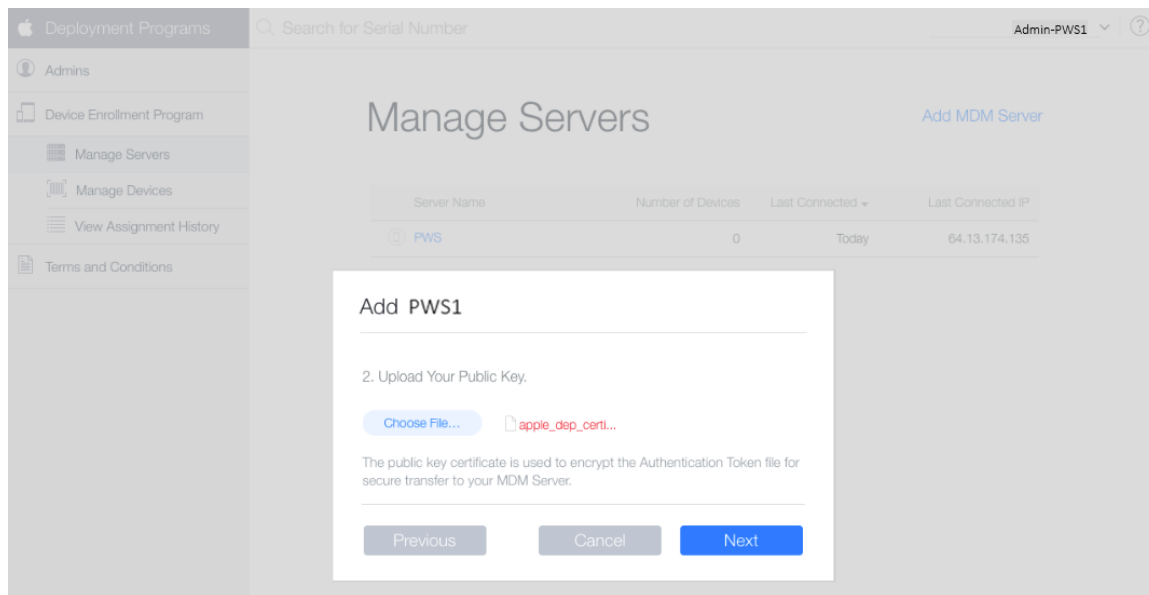 Deployment Programs
Search for Serial Number
Admin-PWS1
Admins
Device Enrollment Program
Manage Servers
Manage Devices
View Assignment History
Terms and Conditions
Manage Servers
Add MDM Server
Server Name Number of Devices Last Connected Last Connected IP
PWS 0 Today 64.13.174.135
Add PWS1
2. Upload Your Public Key.
Choose File... apple_dep_certi...
The public key certificate is used to encrypt the Authentication Token file for
secure transfer to your MDM Server.
Previous Cancel Next